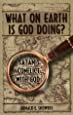 WHAT ON EARTH
IS GOD DOING?
SATAN'S
CONFLICT
WITH GOD